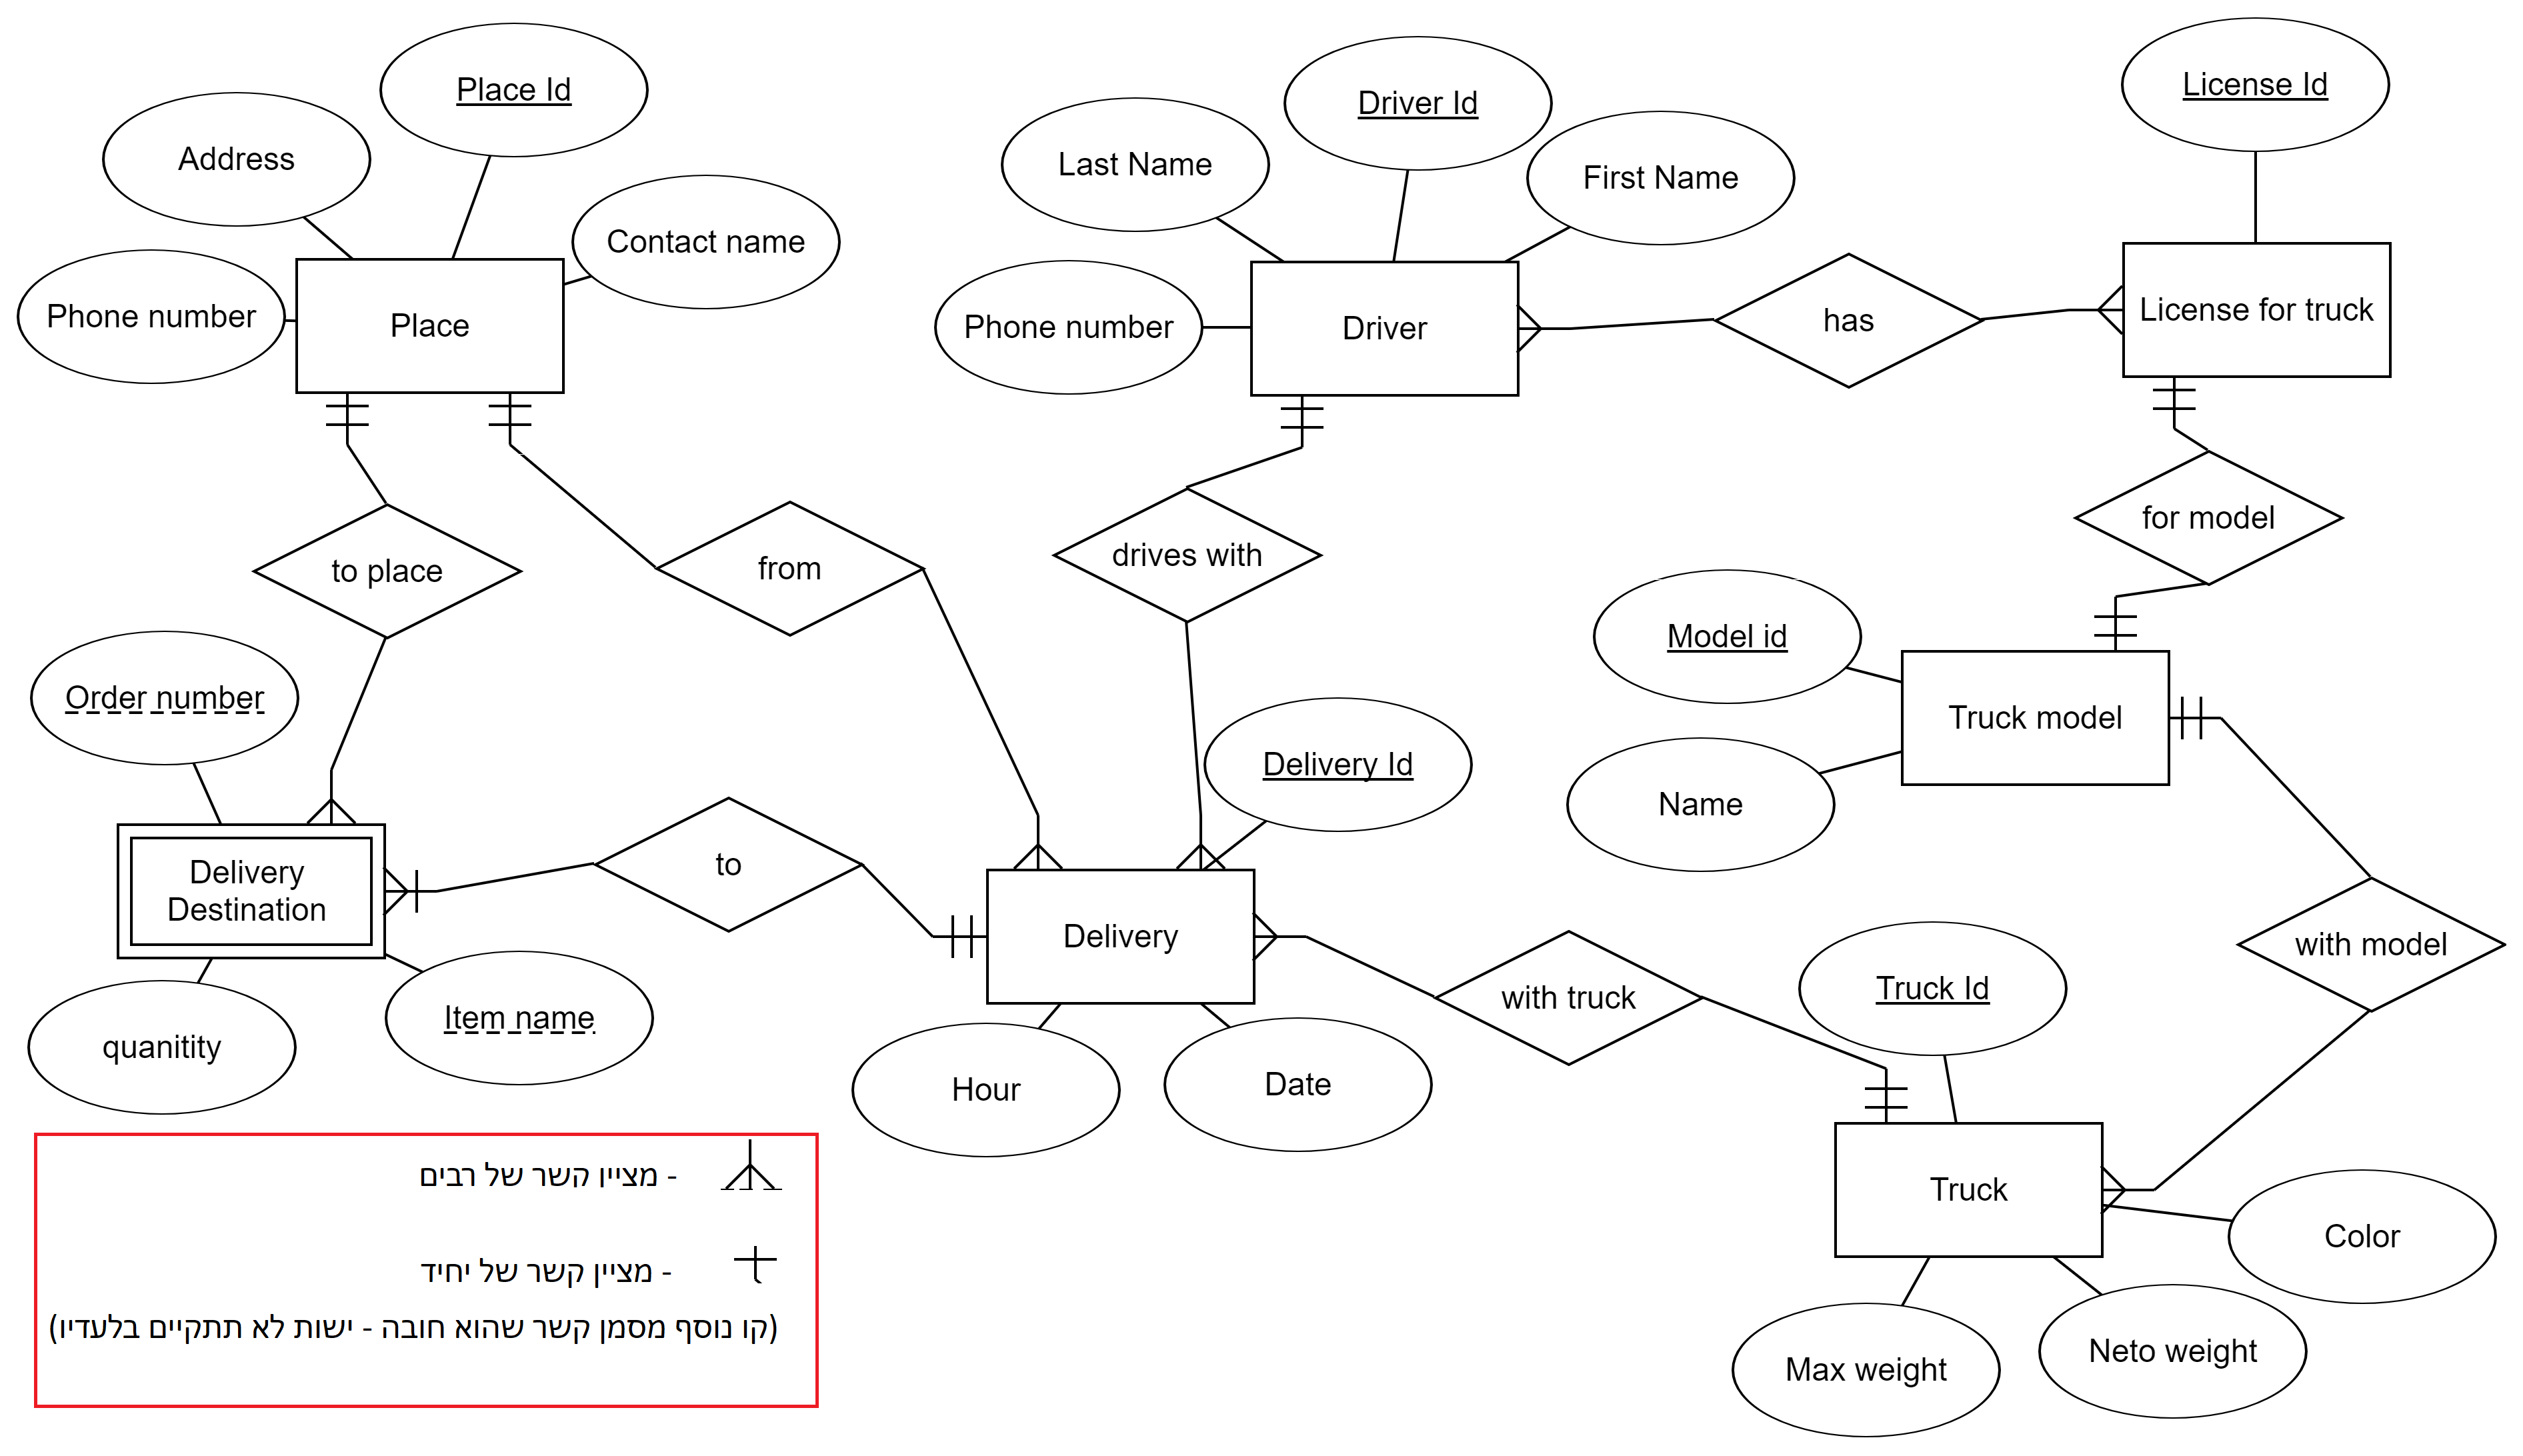 Place Id
Address
Contact name
Phone number
Place
Driver Id
Last Name
First Name
Phone number
Driver
has
License Id
License for truck
to place
from
drives with
for model
Model id
Truck model
Name
Order number
Delivery Id
Delivery
Destination
to
Delivery
with truck
with model
quanitity
Item name
Hour
Date
Truck Id
Truck
Color
Max weight
Neto weight
- מציין קשר של רבים
- מציין קשר של יחיד
(קו נוסף מסמן קשר שהוא חובה - ישות לא תתקיים בלעדיו)